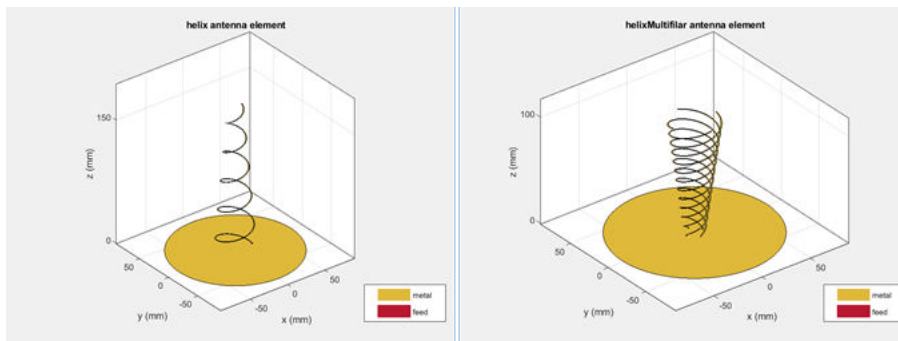 helix antenna element
150
z (mm)
0
50
0
-50
y (mm)
-50
0
50
x (mm)
metal
feed
helixMultifilar antenna element
100
50
z (mm)
0
50
0
-50
y (mm)
-50
0
50
x (mm)
metal
feed